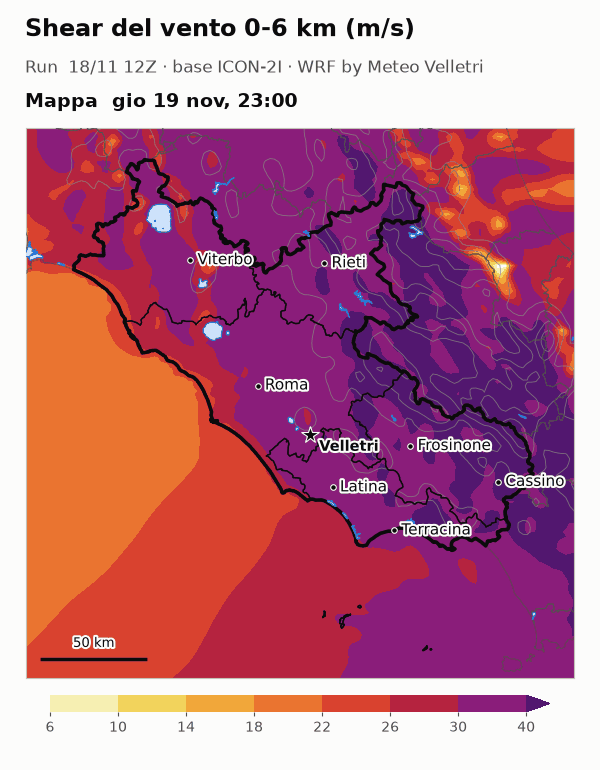 Shear del vento 0-6 km (m/s)
Run 18/11 12Z · base ICON-2I · WRF by Meteo Velletri
Mappa gio 19 nov, 23:00
Viterbo
Rieti
Roma
Velletri
Frosinone
Cassino
Latina
Terracina
50 km
6 10 14 18 22 26 30 40